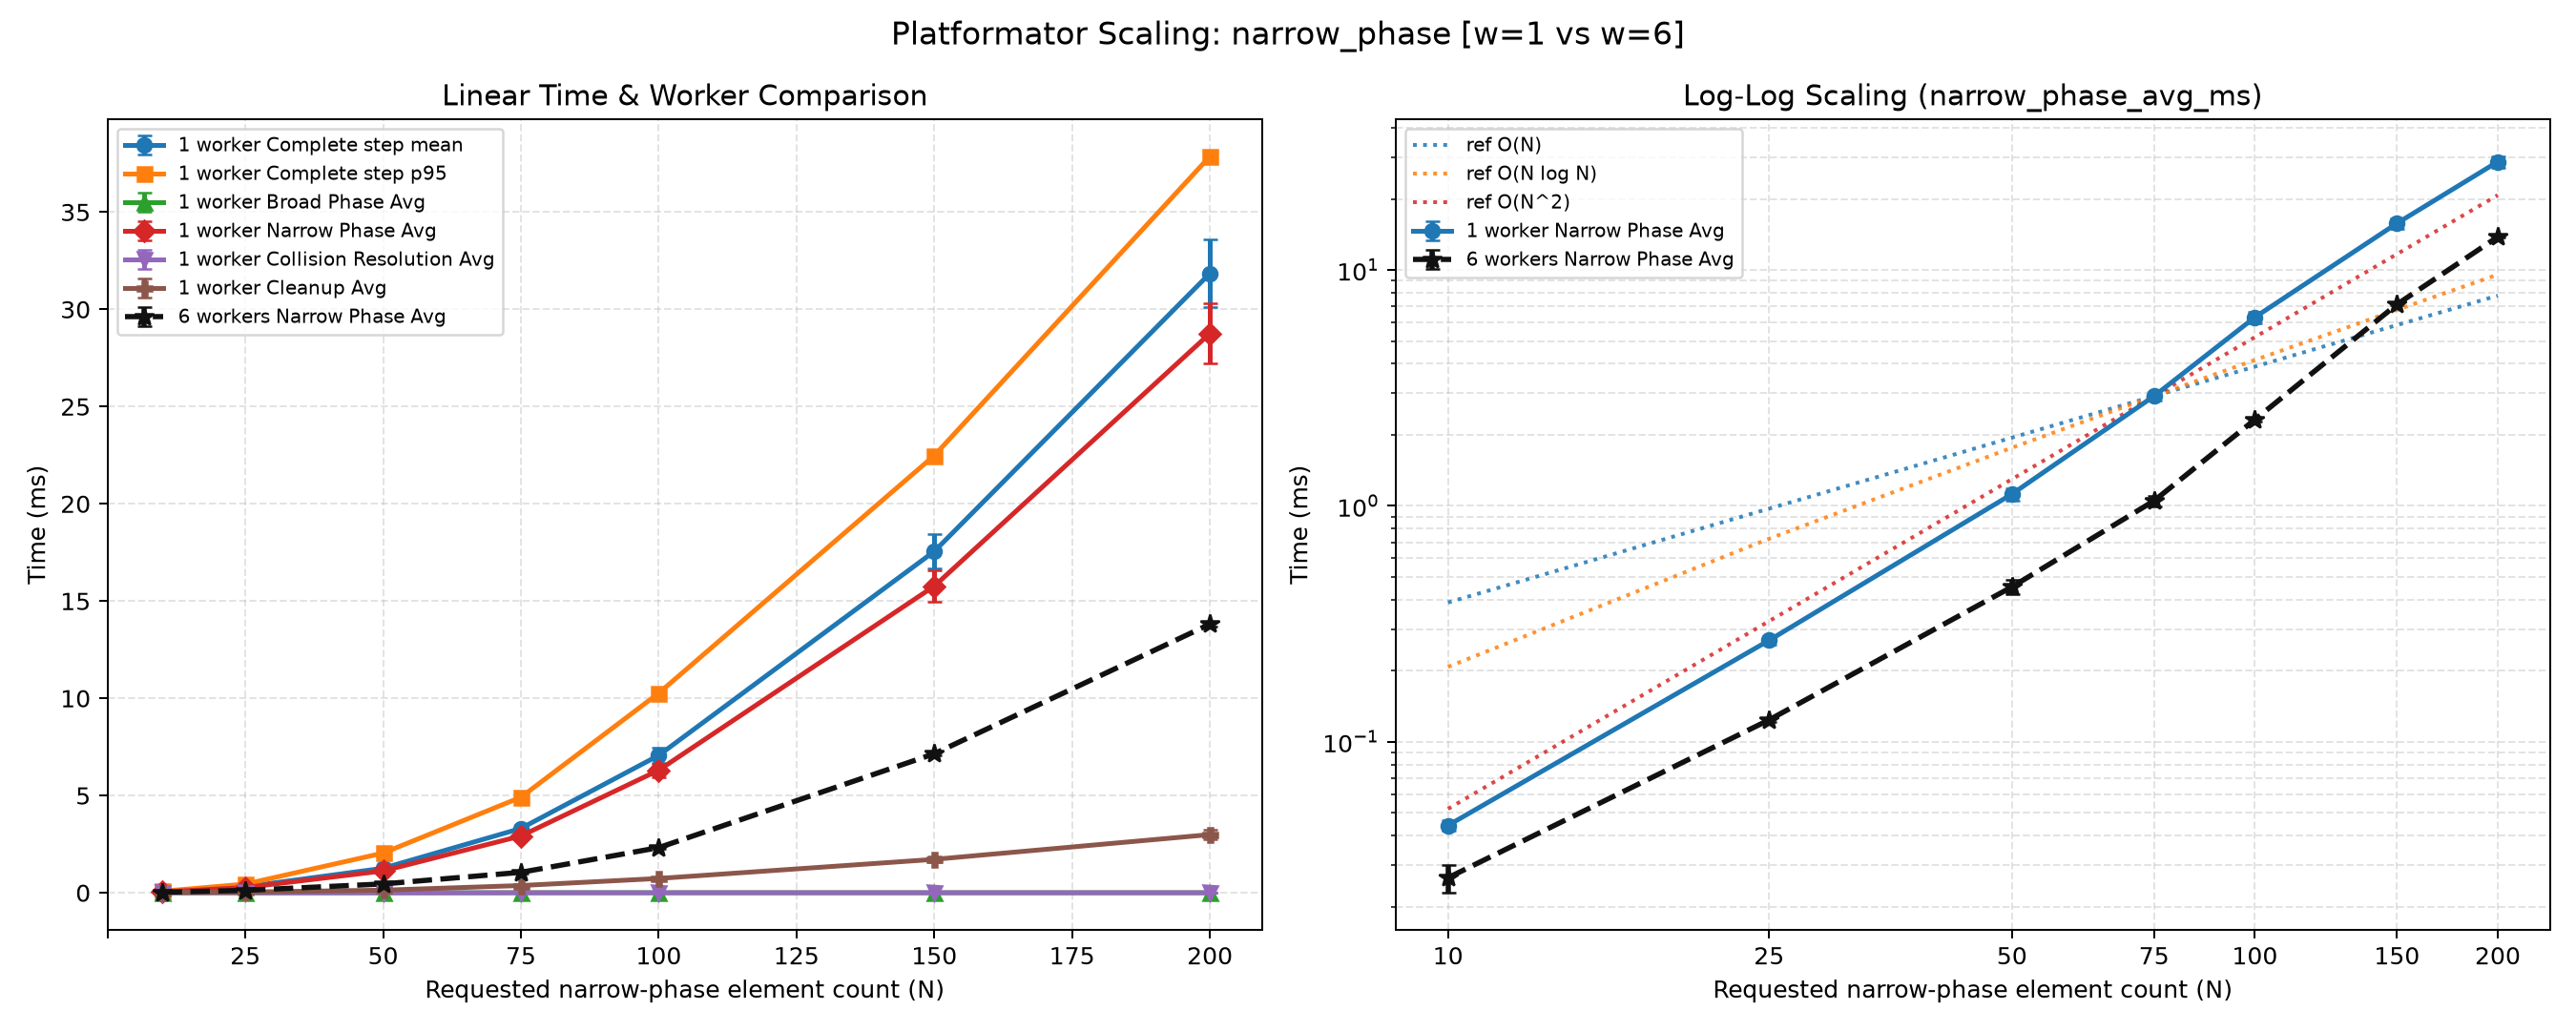 Platformator Scaling: narrow_phase [w=1 vs w=6]
Linear Time & Worker Comparison
1 worker Complete step mean
1 worker Complete step p95
1 worker Broad Phase Avg
1 worker Narrow Phase Avg
1 worker Collision Resolution Avg
1 worker Cleanup Avg
6 workers Narrow Phase Avg
Time (ms)
35
30
25
20
15
10
5
0
25 50 75 100 125 150 175 200
Requested narrow-phase element count (N)
Log-Log Scaling (narrow_phase_avg_ms)
ref O(N)
ref O(N log N)
ref O(N^2)
1 worker Narrow Phase Avg
6 workers Narrow Phase Avg
Time (ms)
10¹
10⁰
10⁻¹
10 25 50 75 100 150 200
Requested narrow-phase element count (N)